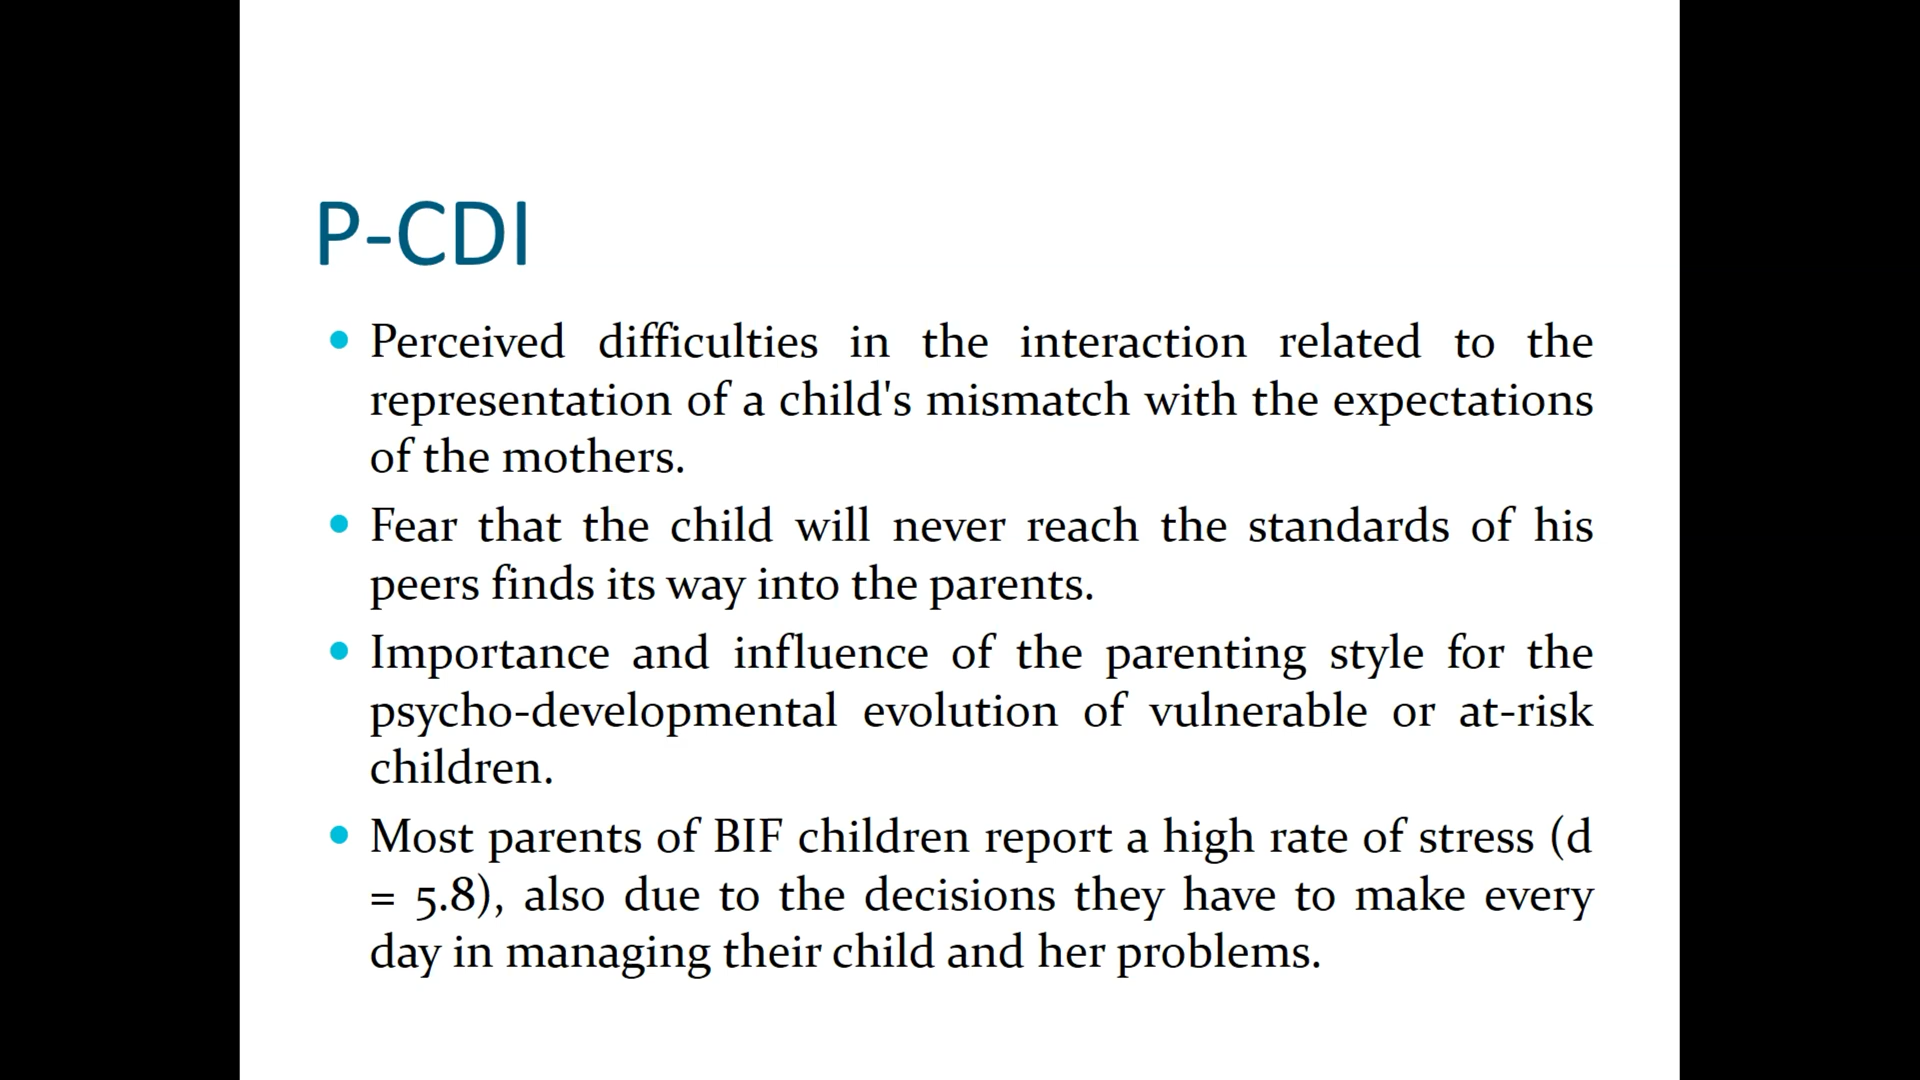 P-CDI
Perceived difficulties in the interaction related to the
representation of a child's mismatch with the expectations
of the mothers.
Fear that the child will never reach the standards of his
peers finds its way into the parents.
Importance and influence of the parenting style for the
psycho-developmental evolution of vulnerable or at-risk
children.
Most parents of BIF children report a high rate of stress (d
= 5.8), also due to the decisions they have to make every
day in managing their child and her problems.